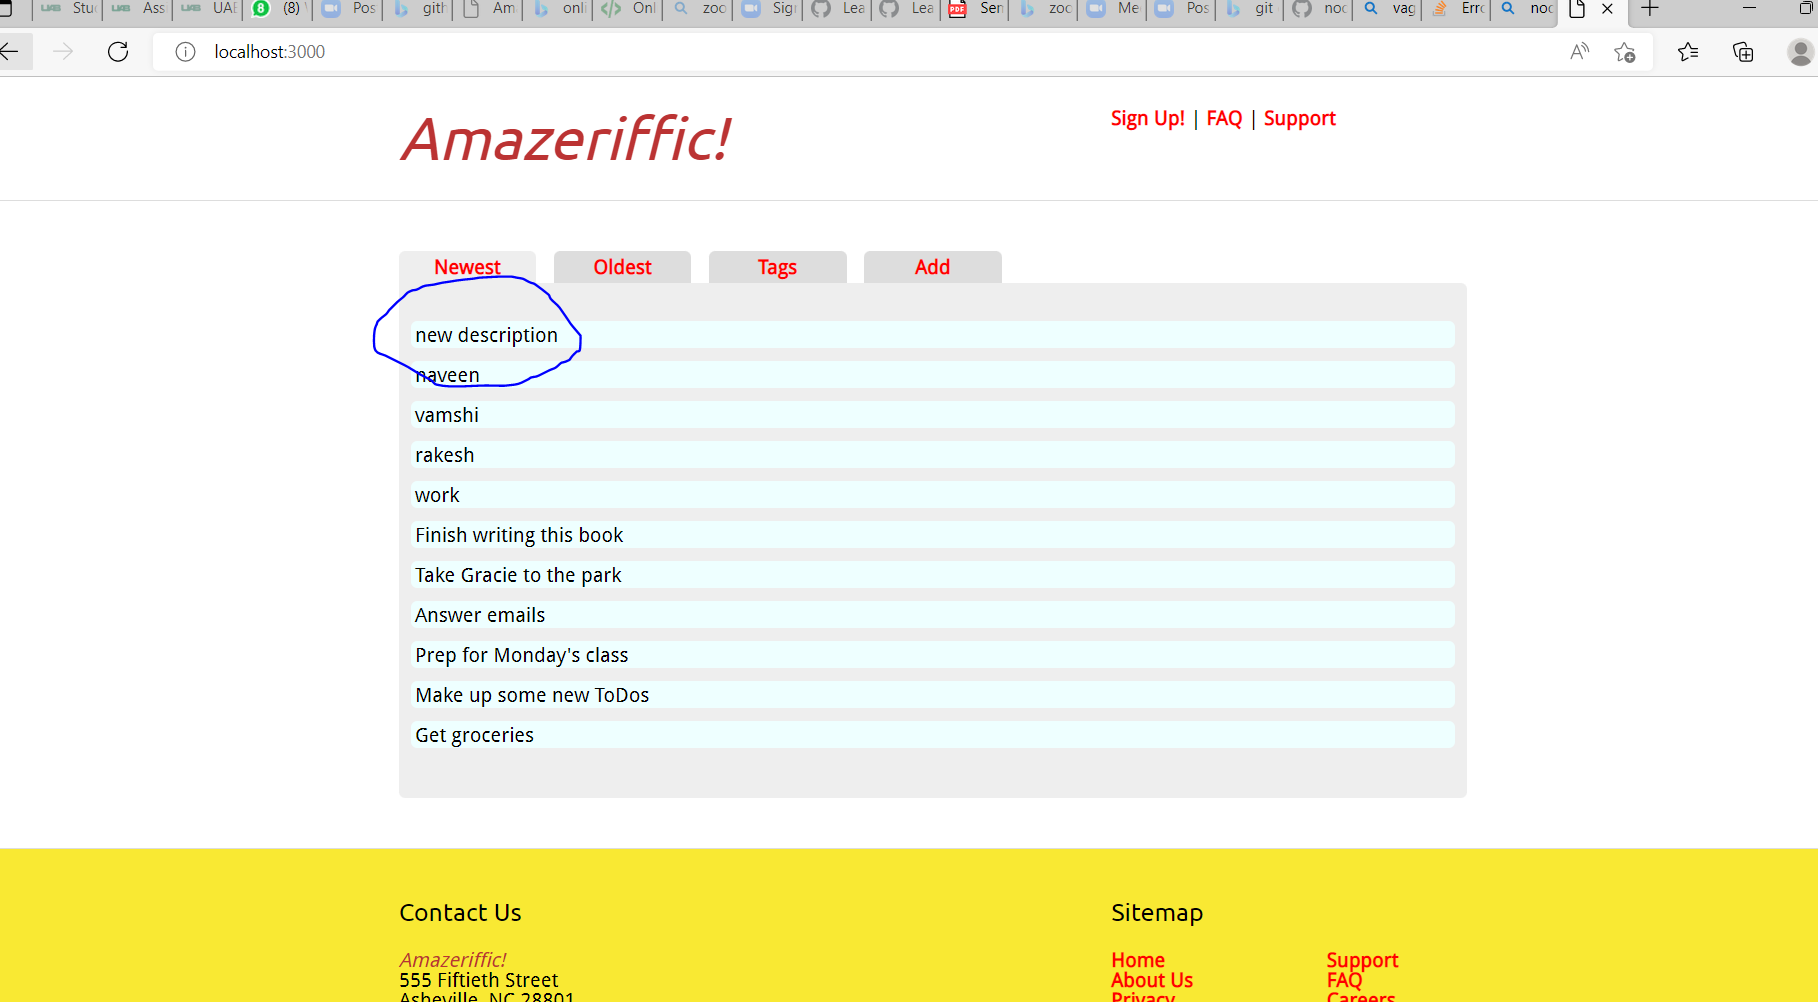 Stu Ass UAE (8) Pos gith Am onli Onl zoo Sig Lea Lea Sen zoo Me Pos git noc vag Erro noc
localhost:3000
Amazeriffic!
Sign Up! | FAQ | Support
Newest Oldest Tags Add
new description
naveen
vamshi
rakesh
work
Finish writing this book
Take Gracie to the park
Answer emails
Prep for Monday's class
Make up some new ToDos
Get groceries
Contact Us
Sitemap
Amazeriffic!
555 Fiftieth Street
Asheville, NC 28801
Home Support
About Us FAQ
Privacy Careers